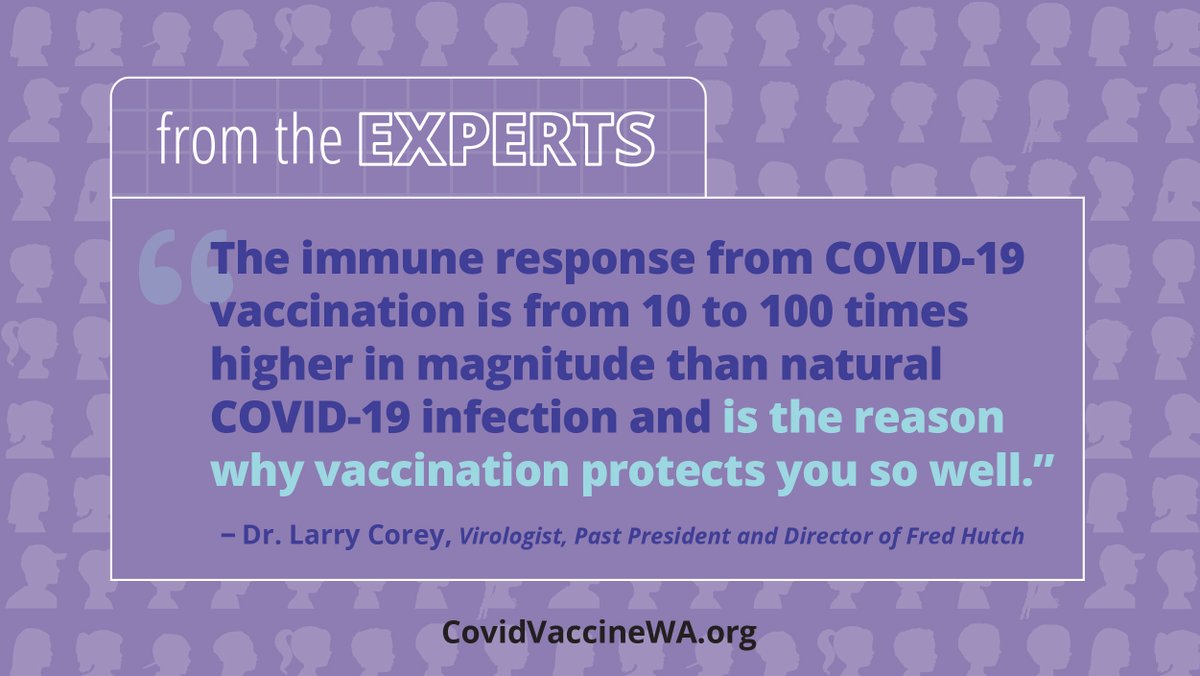 from the EXPERTS
“The immune response from COVID-19
vaccination is from 10 to 100 times
higher in magnitude than natural
COVID-19 infection and is the reason
why vaccination protects you so well.”
– Dr. Larry Corey, Virologist, Past President and Director of Fred Hutch
CovidVaccineWA.org